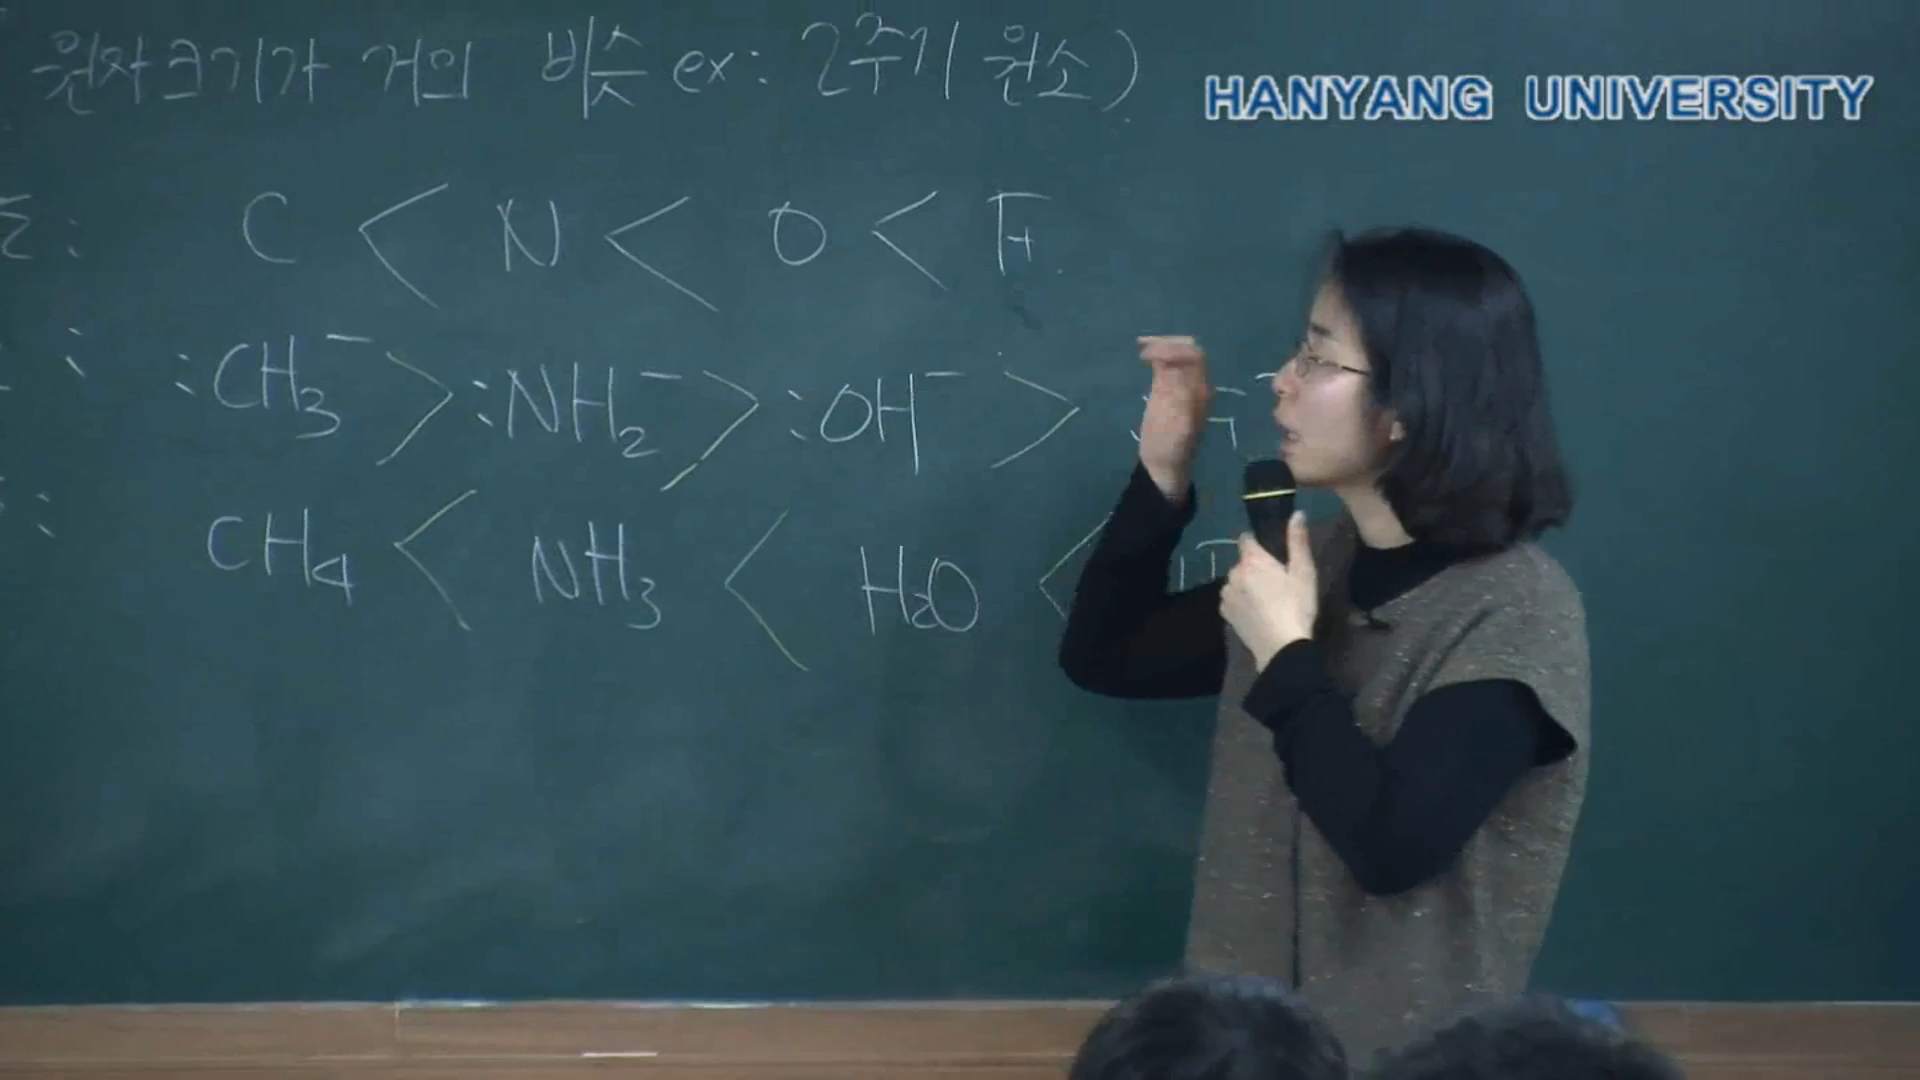 원자크기가 거의 비슷 ex: 2주기 원소)
HANYANG UNIVERSITY
C < N < O < F
:CH₃⁻ > :NH₂⁻ > :OH⁻ >
CH₄ < NH₃ < H₂O <